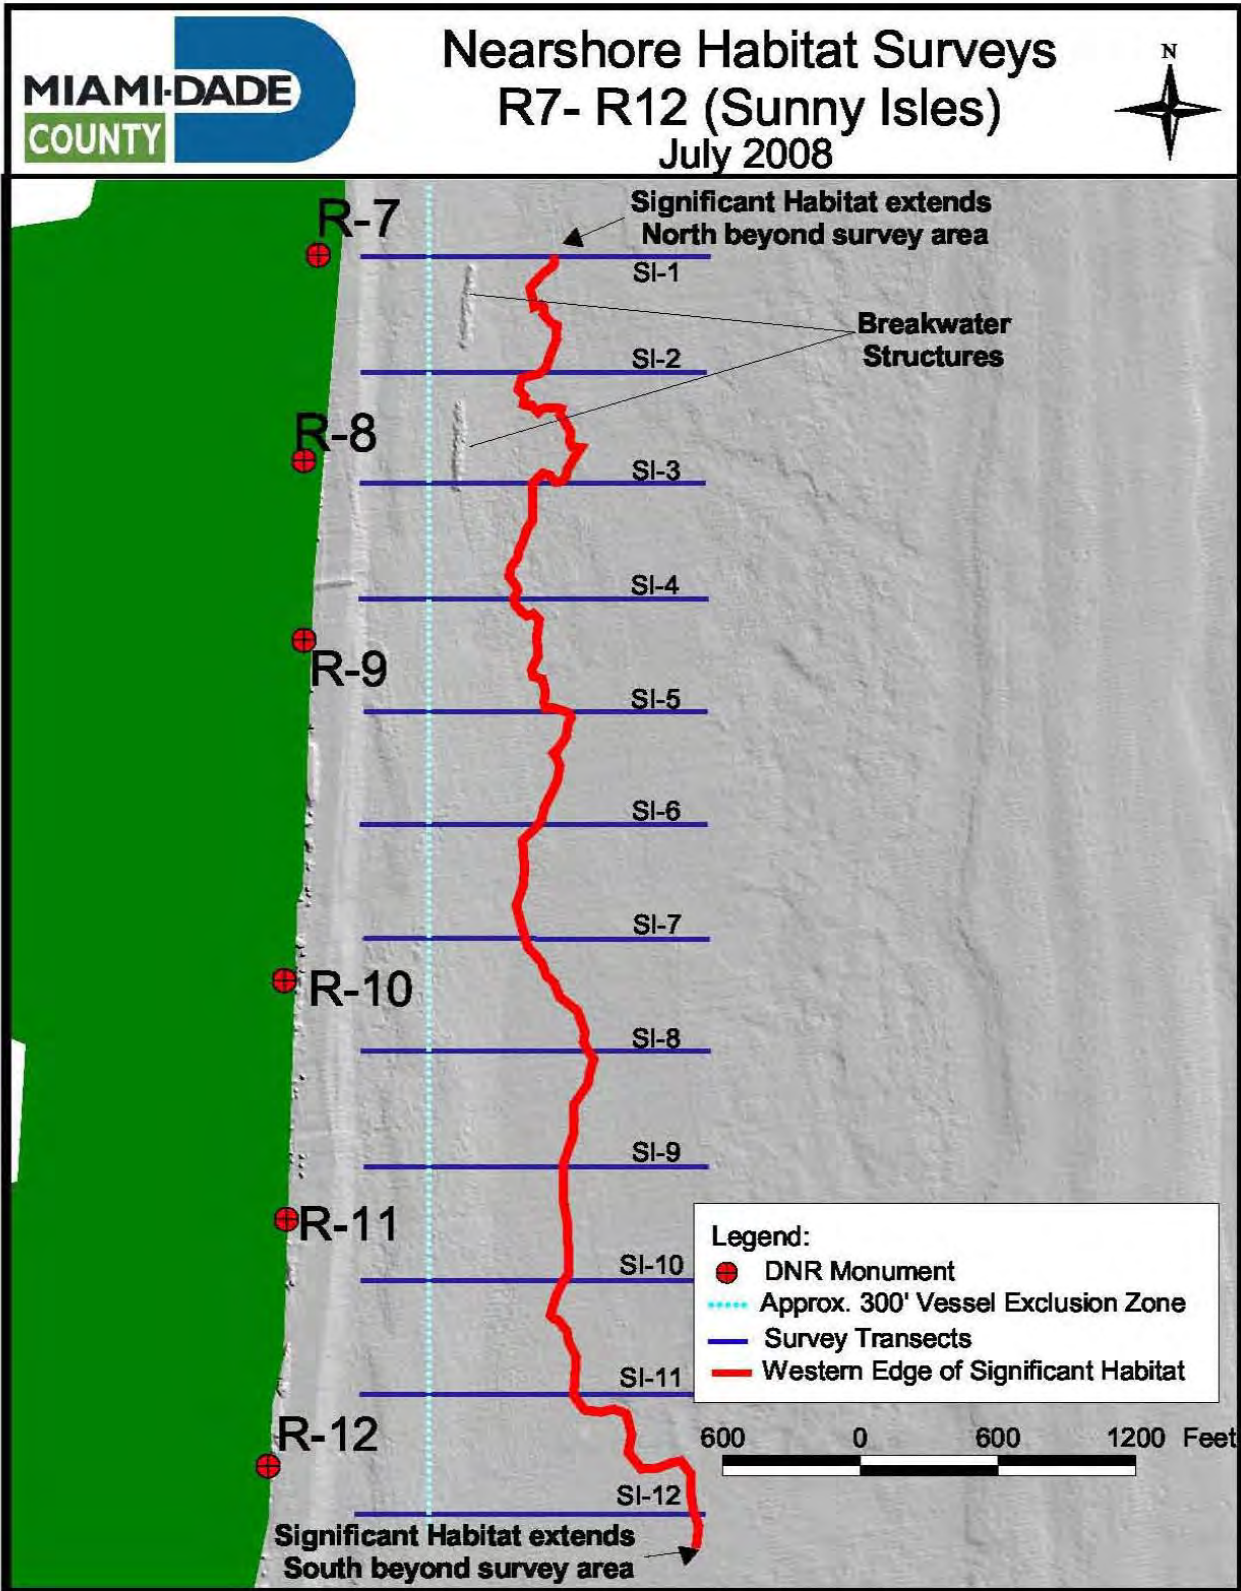 MIAMI-DADE
COUNTY
Nearshore Habitat Surveys
R7- R12 (Sunny Isles)
July 2008
N
R-7
Significant Habitat extends
North beyond survey area
SI-1
Breakwater
Structures
SI-2
R-8
SI-3
SI-4
R-9
SI-5
SI-6
SI-7
R-10
SI-8
SI-9
R-11
Legend:
DNR Monument
Approx. 300' Vessel Exclusion Zone
Survey Transects
Western Edge of Significant Habitat
SI-10
SI-11
R-12
600 0 600 1200 Feet
SI-12
Significant Habitat extends
South beyond survey area